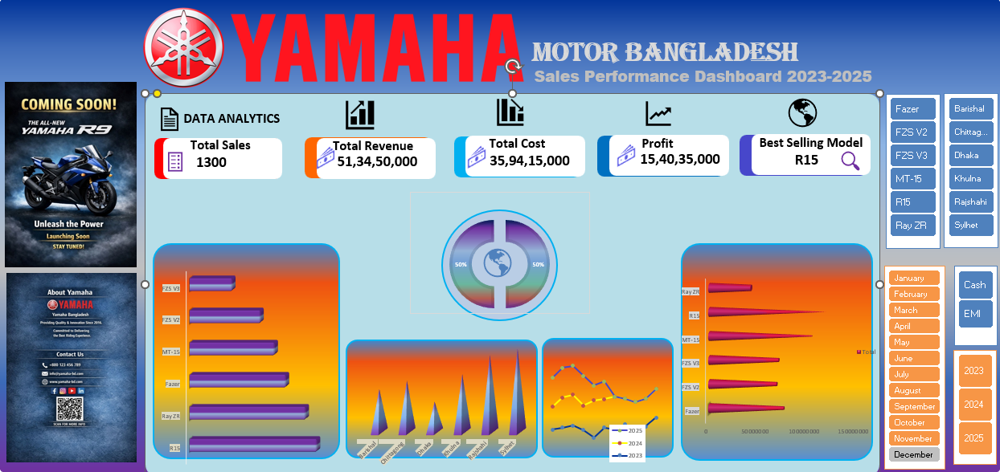 YAMAHA
MOTOR BANGLADESH
Sales Performance Dashboard 2023-2025
COMING SOON!
THE ALL-NEW
YAMAHA R9
Unleash the Power
Launching Soon
STAY TUNED!
About Yamaha
YAMAHA
Yamaha Bangladesh
Providing Quality & Innovation Since 2016.
Committed to Delivering
the Best Riding Experience.
Contact Us
+880 123 456 789
info@yamaha-bd.com
www.yamaha-bd.com
SCAN FOR MORE INFO
DATA ANALYTICS
Total Sales
1300
Total Revenue
51,34,50,000
Total Cost
35,94,15,000
Profit
15,40,35,000
Best Selling Model
R15
50%
50%
FZS V3
FZS V2
MT-15
Fazer
Ray ZR
R15
Barishal
Chittagong
Dhaka
Khulna
Rajshahi
Sylhet
2025
2024
2023
Ray ZR
R15
MT-15
FZS V3
FZS V2
Fazer
0
50000000
100000000
150000000
Total
Fazer
FZS V2
FZS V3
MT-15
R15
Ray ZR
Barishal
Chittag...
Dhaka
Khulna
Rajshahi
Sylhet
January
February
March
April
May
June
July
August
September
October
November
December
Cash
EMI
2023
2024
2025